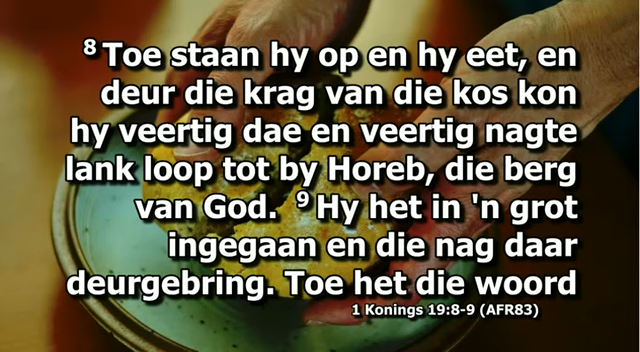 ⁸ Toe staan hy op en hy eet, en
deur die krag van die kos kon
hy veertig dae en veertig nagte
lank loop tot by Horeb, die berg
van God. ⁹ Hy het in 'n grot
ingegaan en die nag daar
deurgebring. Toe het die woord
1 Konings 19:8-9 (AFR83)